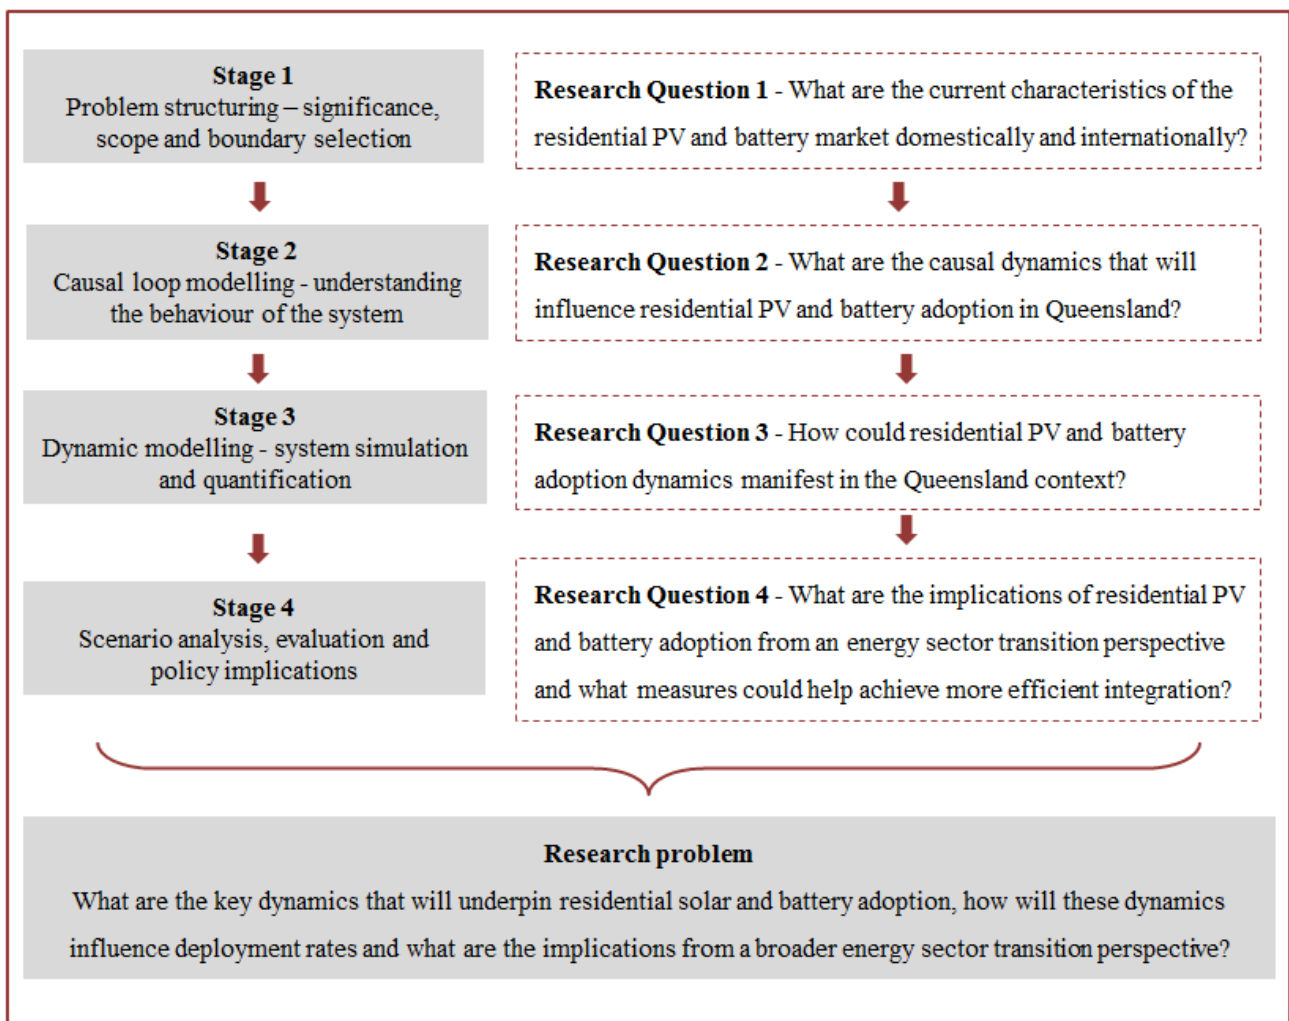 Stage 1
Problem structuring – significance,
scope and boundary selection
Research Question 1 - What are the current characteristics of the
residential PV and battery market domestically and internationally?
Stage 2
Causal loop modelling - understanding
the behaviour of the system
Research Question 2 - What are the causal dynamics that will
influence residential PV and battery adoption in Queensland?
Stage 3
Dynamic modelling - system simulation
and quantification
Research Question 3 - How could residential PV and battery
adoption dynamics manifest in the Queensland context?
Stage 4
Scenario analysis, evaluation and
policy implications
Research Question 4 - What are the implications of residential PV
and battery adoption from an energy sector transition perspective
and what measures could help achieve more efficient integration?
Research problem
What are the key dynamics that will underpin residential solar and battery adoption, how will these dynamics
influence deployment rates and what are the implications from a broader energy sector transition perspective?